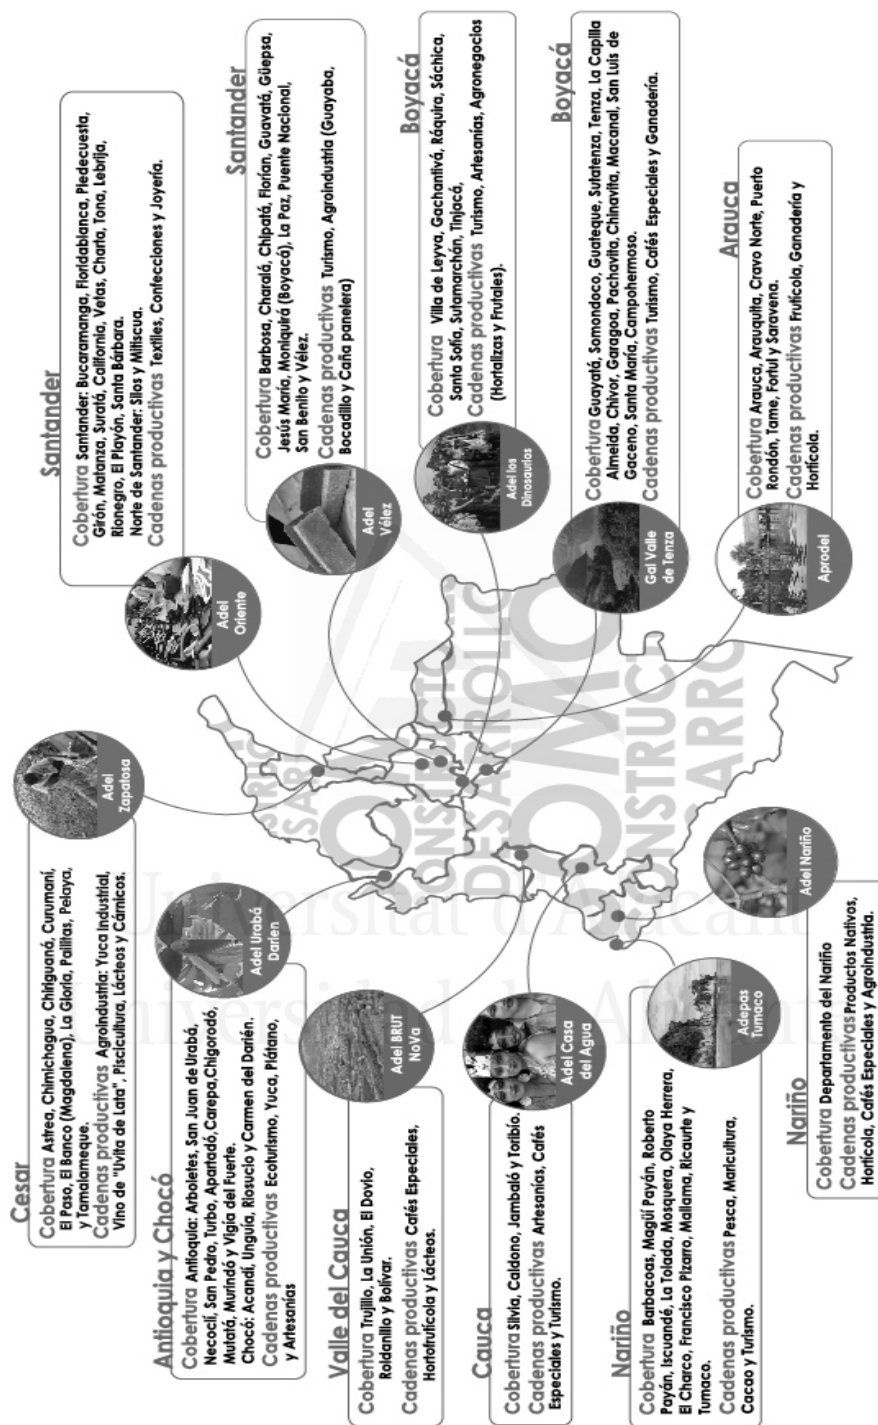 Cesar
Cobertura Astrea, Chimichagua, Chiriguaná, Curumaní,
El Paso, El Banco (Magdalena), La Gloria, Pailitas, Pelaya,
y Tamalameque.
Cadenas productivas Agroindustria: Yuca Industrial,
Vino de "Uvita de Lata", Piscicultura, Lácteos y Cárnicos.
Adel
Zapatosa
Antioquia y Chocó
Cobertura Antioquia: Arboletes, San Juan de Urabá,
Necoclí, San Pedro, Turbo, Apartadó, Carepa, Chigorodó,
Mutatá, Murindó y Vigía del Fuerte.
Chocó: Acandí, Unguía, Riosucio y Carmen del Darién.
Cadenas productivas Ecoturismo, Yuca, Plátano,
y Artesanías
Adel Urabá
Darien
Valle del Cauca
Cobertura Trujillo, La Unión, El Dovio,
Roldanillo y Bolívar.
Cadenas productivas Cafés Especiales,
Hortofrutícola y Lácteos.
Adel BRUT
NoVa
Cauca
Cobertura Silvia, Caldono, Jambaló y Toribío.
Cadenas productivas Artesanías, Cafés
Especiales y Turismo.
Adel Casa
del Agua
Nariño
Cobertura Barbacoas, Magüí Payán, Roberto
Payán, Iscuandé, La Tolada, Mosquera, Olaya Herrera,
El Charco, Francisco Pizarro, Mallama, Ricaurte y
Tumaco.
Cadenas productivas Pesca, Maricultura,
Cacao y Turismo.
Adepas
Tumaco
Nariño
Cobertura Departamento del Nariño
Cadenas productivas Productos Nativos,
Hortícola, Cafés Especiales y Agroindustria.
Adel Nariño
Santander
Cobertura Santander: Bucaramanga, Floridablanca, Piedecuesta,
Girón, Matanza, Suratá, California, Vetas, Charta, Tona, Lebrija,
Rionegro, El Playón, Santa Bárbara.
Norte de Santander: Silos y Mitiscua.
Cadenas productivas Textiles, Confecciones y Joyería.
Adel
Oriente
Santander
Cobertura Barbosa, Charalá, Chipatá, Florían, Guavatá, Güepsa,
Jesús María, Moniquirá (Boyacá), La Paz, Puente Nacional,
San Benito y Vélez.
Cadenas productivas Turismo, Agroindustria (Guayaba,
Bocadillo y Caña panelera)
Adel
Vélez
Boyacá
Cobertura Villa de Leyva, Gachantivá, Ráquira, Sáchica,
Santa Sofía, Sutamarchán, Tinjacá,
Cadenas productivas Turismo, Artesanías, Agronegocios
(Hortalizas y Frutales).
Adel los
Dinosaurios
Boyacá
Cobertura Guayatá, Somondoco, Guateque, Sutatenza, Tenza, La Capilla
Almeida, Chivor, Garagoa, Pachavita, Chinavita, Macanal, San Luis de
Gaceno, Santa María, Campohermoso.
Cadenas productivas Turismo, Cafés Especiales y Ganadería.
Gal Valle
de Tenza
Arauca
Cobertura Arauca, Arauquita, Cravo Norte, Puerto
Rondón, Tame, Fortul y Saravena.
Cadenas productivas Frutícola, Ganadería y
Hortícola.
Aprodel
Universitat d'Alacant
Universidad de Alicante